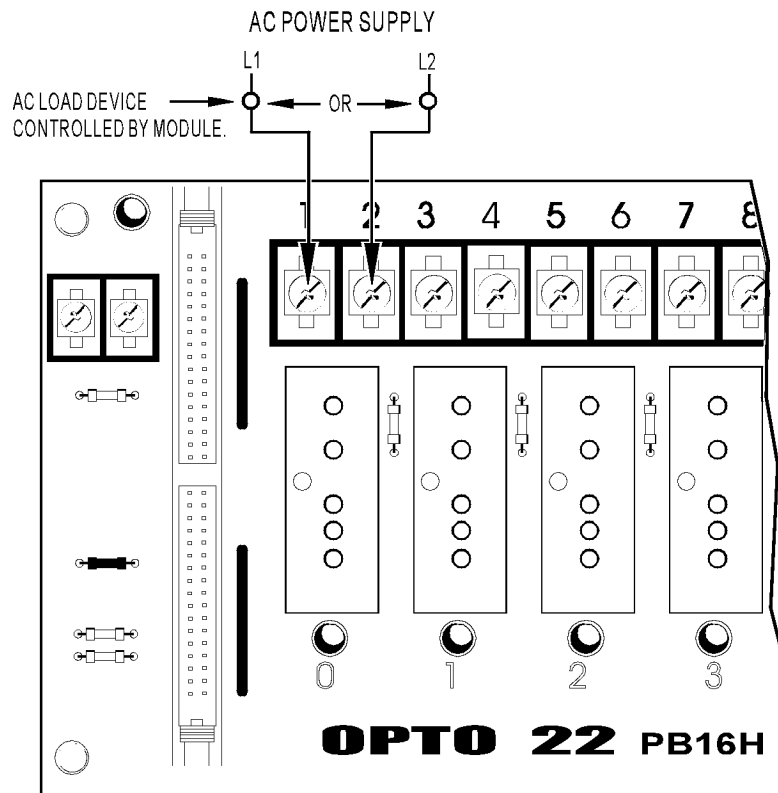 AC POWER SUPPLY
L1 L2
AC LOAD DEVICE OR
CONTROLLED BY MODULE.
1 2 3 4 5 6 7 8
0 1 2 3
OPTO 22 PB16H